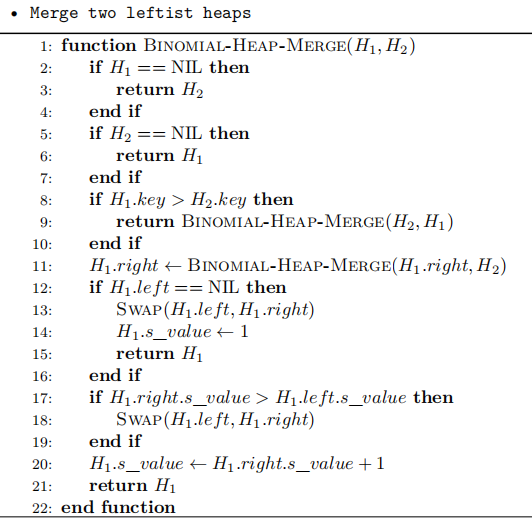 • Merge two leftist heaps
1: function BINOMIAL-HEAP-MERGE(H₁, H₂)
2: if H₁ == NIL then
3: return H₂
4: end if
5: if H₂ == NIL then
6: return H₁
7: end if
8: if H₁.key > H₂.key then
9: return BINOMIAL-HEAP-MERGE(H₂, H₁)
10: end if
11: H₁.right ← BINOMIAL-HEAP-MERGE(H₁.right, H₂)
12: if H₁.left == NIL then
13: SWAP(H₁.left, H₁.right)
14: H₁.s_value ← 1
15: return H₁
16: end if
17: if H₁.right.s_value > H₁.left.s_value then
18: SWAP(H₁.left, H₁.right)
19: end if
20: H₁.s_value ← H₁.right.s_value + 1
21: return H₁
22: end function